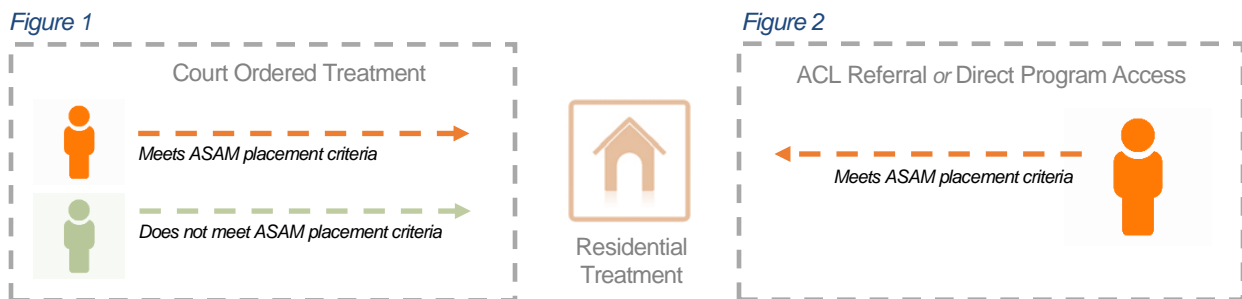 Figure 1
Court Ordered Treatment
Meets ASAM placement criteria
Does not meet ASAM placement criteria
Residential
Treatment
Figure 2
ACL Referral or Direct Program Access
Meets ASAM placement criteria